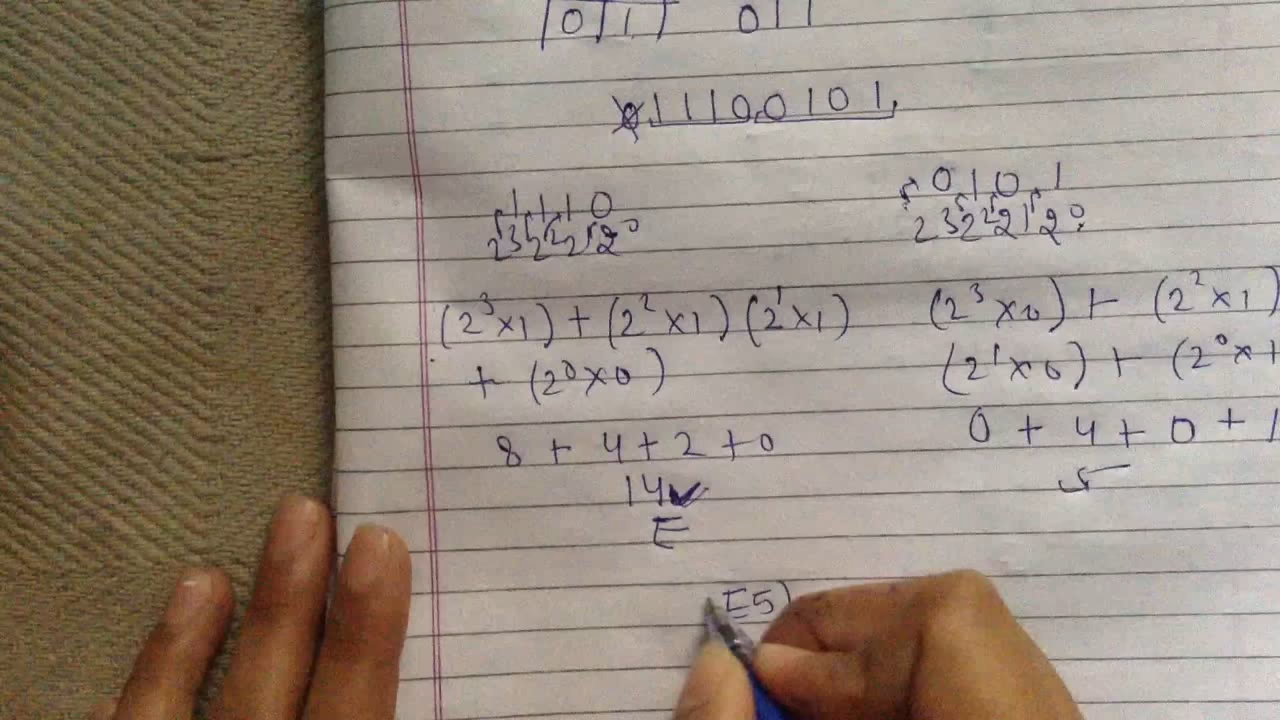 0 1 0 1 1
0 1 1 1 0 0 1 0 1
1 1 1 0 0 1 0 1
2³ 2² 2¹ 2⁰ 2³ 2² 2¹ 2⁰
(2³×1) + (2²×1) (2¹×1) (2³×0) + (2²×1)
+ (2⁰×0) (2¹×0) + (2⁰×1
8 + 4 + 2 + 0 0 + 4 + 0 + 1
14 5
E
E5)